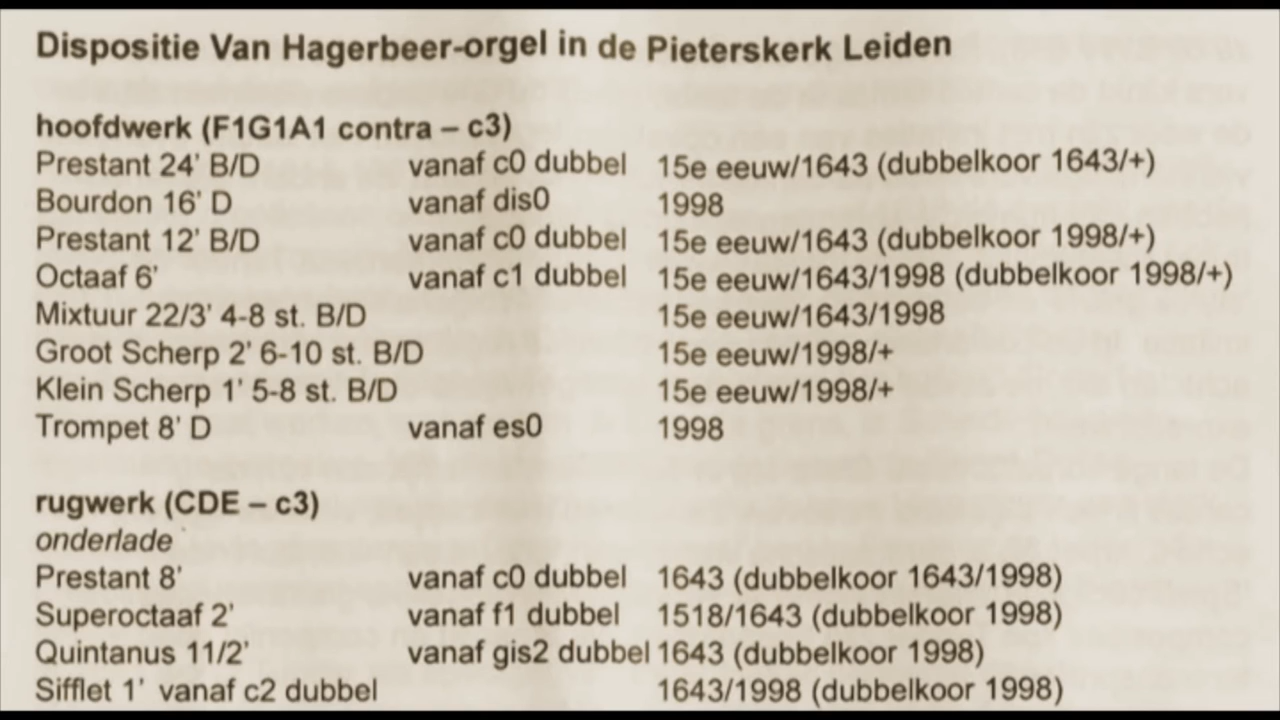 Dispositie Van Hagerbeer-orgel in de Pieterskerk Leiden
hoofdwerk (F1G1A1 contra – c3)
Prestant 24' B/D vanaf c0 dubbel 15e eeuw/1643 (dubbelkoor 1643/+)
Bourdon 16' D vanaf dis0 1998
Prestant 12' B/D vanaf c0 dubbel 15e eeuw/1643 (dubbelkoor 1998/+)
Octaaf 6' vanaf c1 dubbel 15e eeuw/1643/1998 (dubbelkoor 1998/+)
Mixtuur 22/3' 4-8 st. B/D 15e eeuw/1643/1998
Groot Scherp 2' 6-10 st. B/D 15e eeuw/1998/+
Klein Scherp 1' 5-8 st. B/D 15e eeuw/1998/+
Trompet 8' D vanaf es0 1998
rugwerk (CDE – c3)
onderlade
Prestant 8' vanaf c0 dubbel 1643 (dubbelkoor 1643/1998)
Superoctaaf 2' vanaf f1 dubbel 1518/1643 (dubbelkoor 1998)
Quintanus 11/2' vanaf gis2 dubbel 1643 (dubbelkoor 1998)
Sifflet 1' vanaf c2 dubbel 1643/1998 (dubbelkoor 1998)